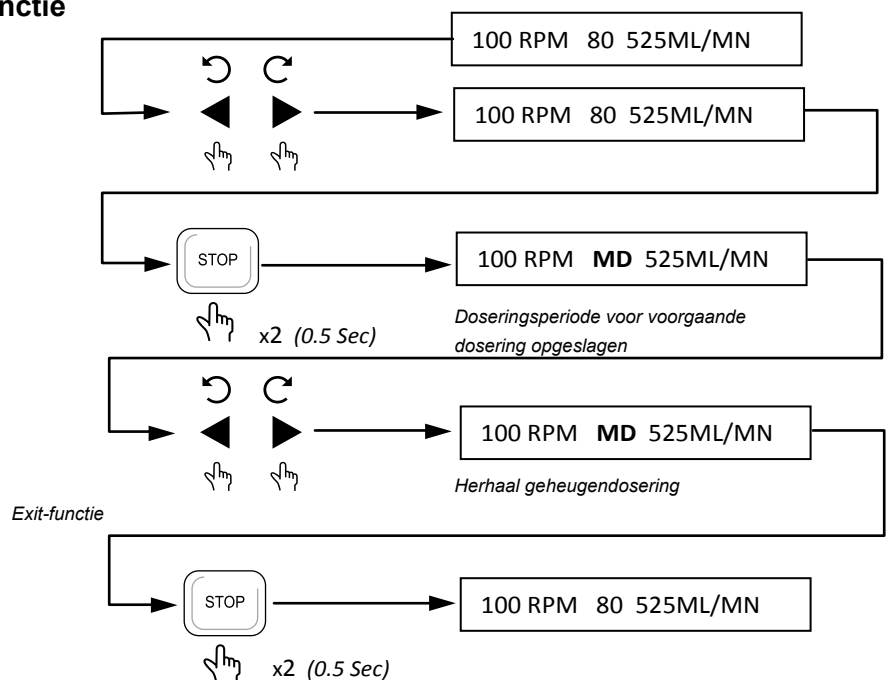 nctie
100 RPM 80 525ML/MN
100 RPM 80 525ML/MN
STOP
100 RPM MD 525ML/MN
x2 (0.5 Sec)
Doseringsperiode voor voorgaande
dosering opgeslagen
100 RPM MD 525ML/MN
Herhaal geheugendosering
Exit-functie
STOP
100 RPM 80 525ML/MN
x2 (0.5 Sec)